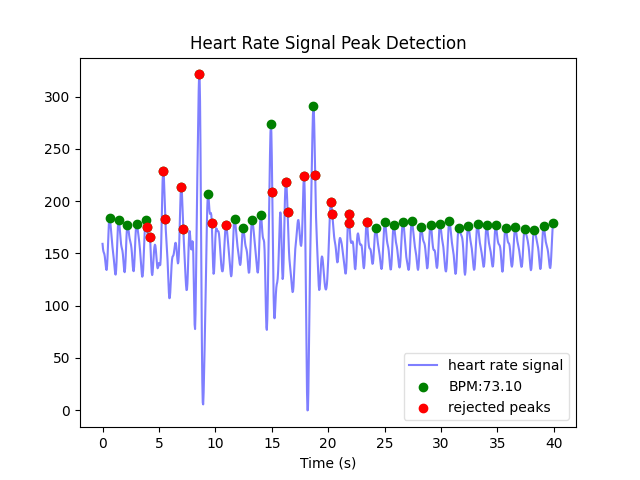 Heart Rate Signal Peak Detection
300
250
200
150
100
50
0
heart rate signal
BPM:73.10
rejected peaks
0 5 10 15 20 25 30 35 40
Time (s)